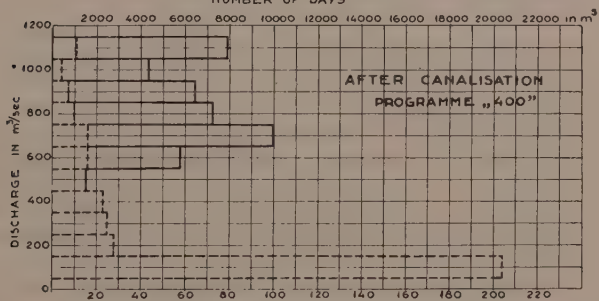 NUMBER OF DAYS
2000 4000 6000 8000 10000 12000 14000 16000 18000 20000 22000 in m³
1200
1000
800
600
400
200
0
DISCHARGE IN m³/sec
AFTER CANALISATION
PROGRAMME „400"
20 40 60 80 100 120 140 160 180 200 220 240